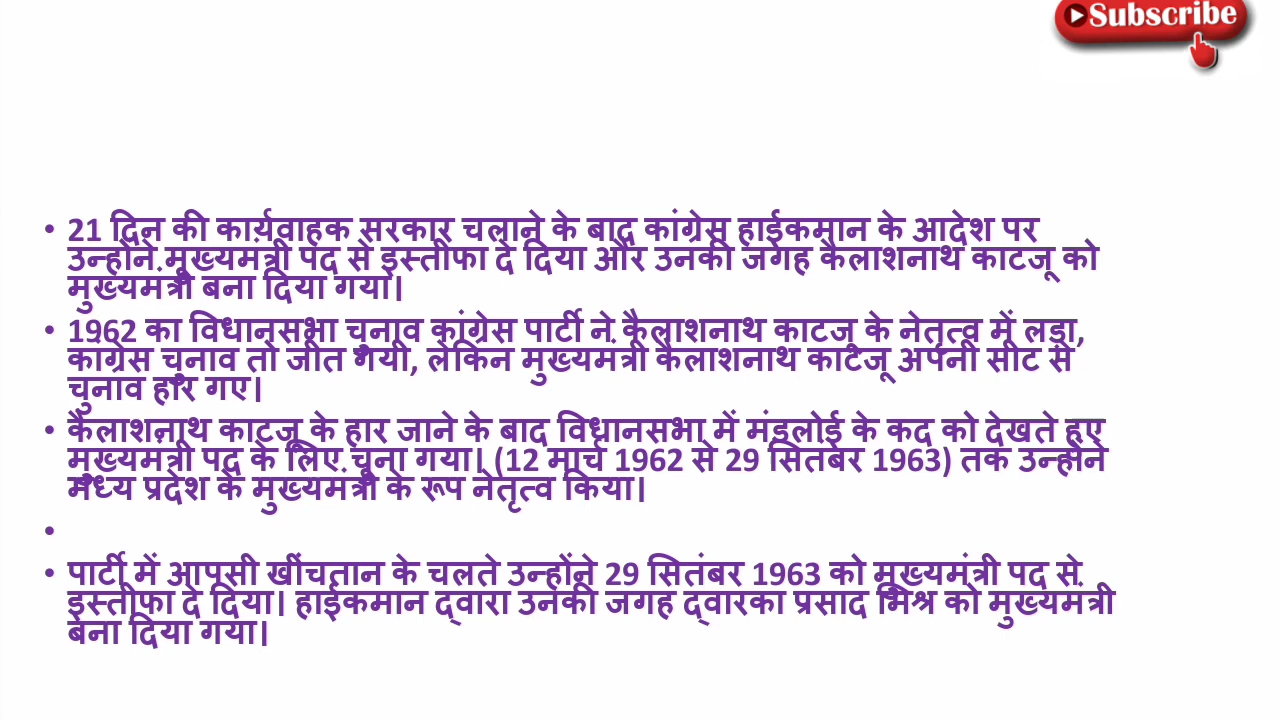 Subscribe
• 21 दिन की कार्यवाहक सरकार चलाने के बाद कांग्रेस हाईकमान के आदेश पर
उन्होंने मुख्यमंत्री पद से इस्तीफा दे दिया और उनकी जगह कैलाशनाथ काटजू को
मुख्यमंत्री बना दिया गया।
• 1962 का विधानसभा चुनाव कांग्रेस पार्टी ने कैलाशनाथ काटजू के नेतृत्व में लड़ा,
कांग्रेस चुनाव तो जीत गयी, लेकिन मुख्यमंत्री कैलाशनाथ काटजू अपनी सीट से
चुनाव हार गए।
• कैलाशनाथ काटजू के हार जाने के बाद विधानसभा में मंडलोई के कद को देखते हुए
मुख्यमंत्री पद के लिए चुना गया। (12 मार्च 1962 से 29 सितंबर 1963) तक उन्होंने
मध्य प्रदेश के मुख्यमंत्री के रूप नेतृत्व किया।
•
• पार्टी में आपसी खींचतान के चलते उन्होंने 29 सितंबर 1963 को मुख्यमंत्री पद से
इस्तीफा दे दिया। हाईकमान द्वारा उनकी जगह द्वारका प्रसाद मिश्र को मुख्यमंत्री
बना दिया गया।